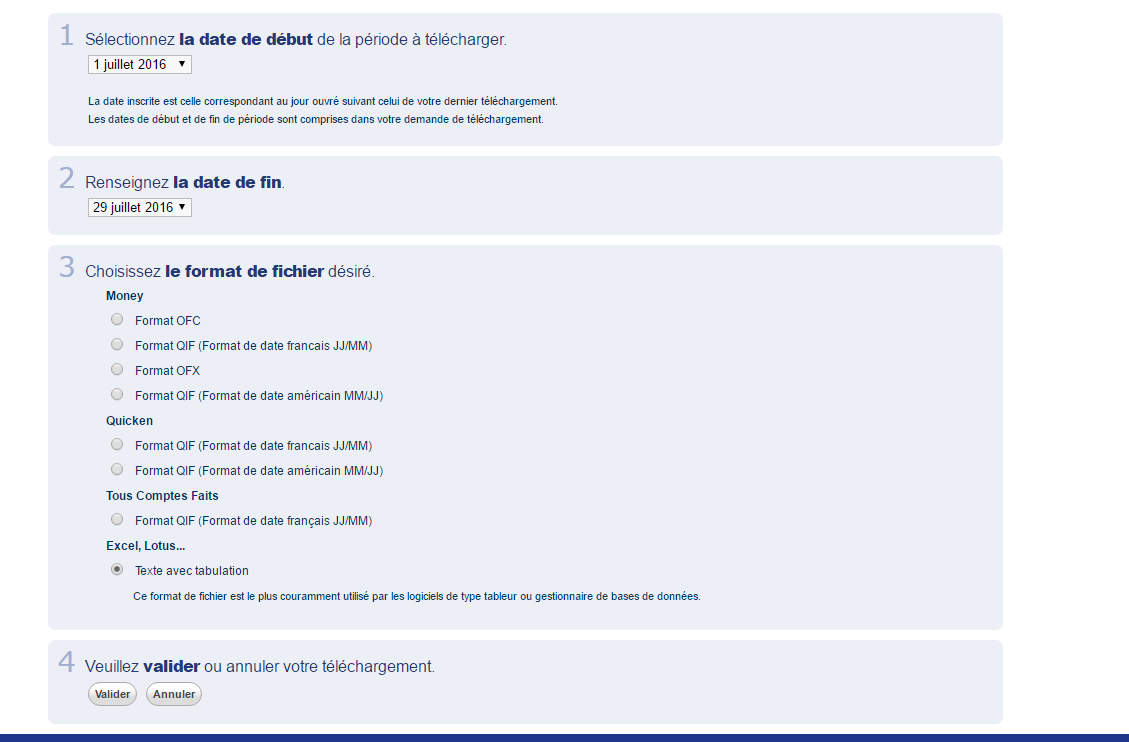 1 Sélectionnez la date de début de la période à télécharger.
1 juillet 2016
La date inscrite est celle correspondant au jour ouvré suivant celui de votre dernier téléchargement.
Les dates de début et de fin de période sont comprises dans votre demande de téléchargement.
2 Renseignez la date de fin.
29 juillet 2016
3 Choisissez le format de fichier désiré.
Money
Format OFC
Format QIF (Format de date francais JJ/MM)
Format OFX
Format QIF (Format de date américain MM/JJ)
Quicken
Format QIF (Format de date francais JJ/MM)
Format QIF (Format de date américain MM/JJ)
Tous Comptes Faits
Format QIF (Format de date français JJ/MM)
Excel, Lotus...
Texte avec tabulation
Ce format de fichier est le plus couramment utilisé par les logiciels de type tableur ou gestionnaire de bases de données.
4 Veuillez valider ou annuler votre téléchargement.
Valider Annuler